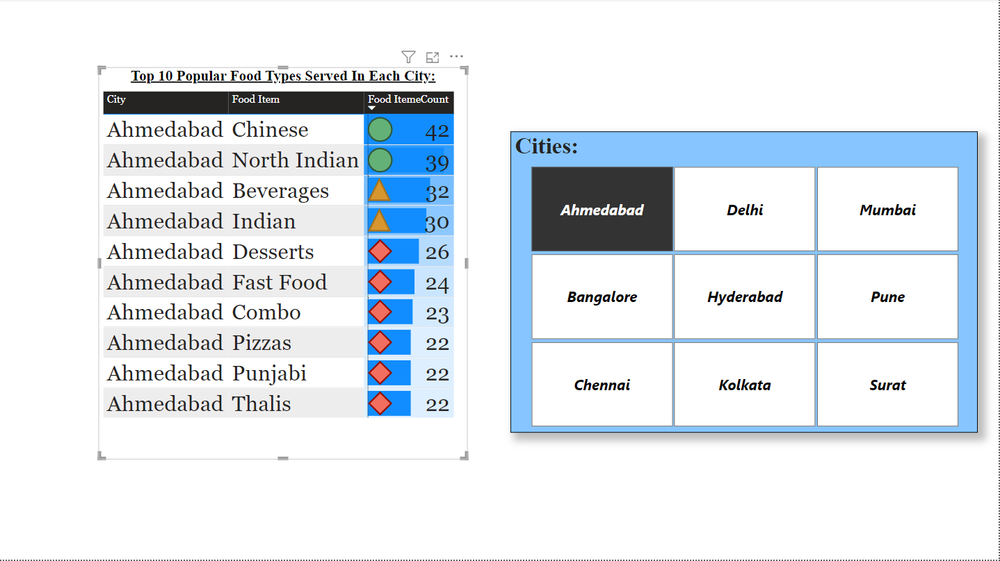 Top 10 Popular Food Types Served In Each City:
City Food Item Food ItemeCount
Ahmedabad Chinese 42
Ahmedabad North Indian 39
Ahmedabad Beverages 32
Ahmedabad Indian 30
Ahmedabad Desserts 26
Ahmedabad Fast Food 24
Ahmedabad Combo 23
Ahmedabad Pizzas 22
Ahmedabad Punjabi 22
Ahmedabad Thalis 22
Cities:
Ahmedabad Delhi Mumbai
Bangalore Hyderabad Pune
Chennai Kolkata Surat